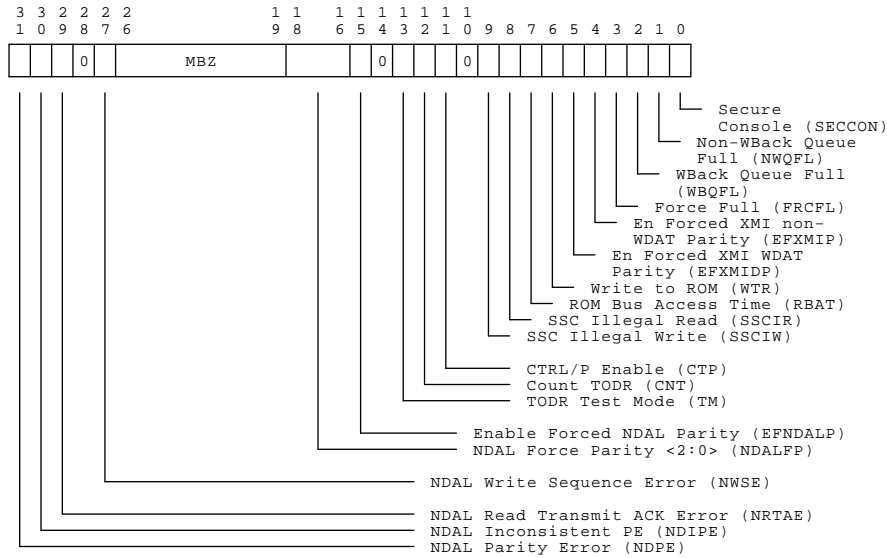 3 3 2 2 2 2 1 1 1 1 1 1 1 1 1
1 0 9 8 7 6 9 8 6 5 4 3 2 1 0 9 8 7 6 5 4 3 2 1 0
0 MBZ 0 0
Secure
Console (SECCON)
Non-WBack Queue
Full (NWQFL)
WBack Queue Full
(WBQFL)
Force Full (FRCFL)
En Forced XMI non-
WDAT Parity (EFXMIP)
En Forced XMI WDAT
Parity (EFXMIDP)
Write to ROM (WTR)
ROM Bus Access Time (RBAT)
SSC Illegal Read (SSCIR)
SSC Illegal Write (SSCIW)
CTRL/P Enable (CTP)
Count TODR (CNT)
TODR Test Mode (TM)
Enable Forced NDAL Parity (EFNDALP)
NDAL Force Parity <2:0> (NDALFP)
NDAL Write Sequence Error (NWSE)
NDAL Read Transmit ACK Error (NRTAE)
NDAL Inconsistent PE (NDIPE)
NDAL Parity Error (NDPE)